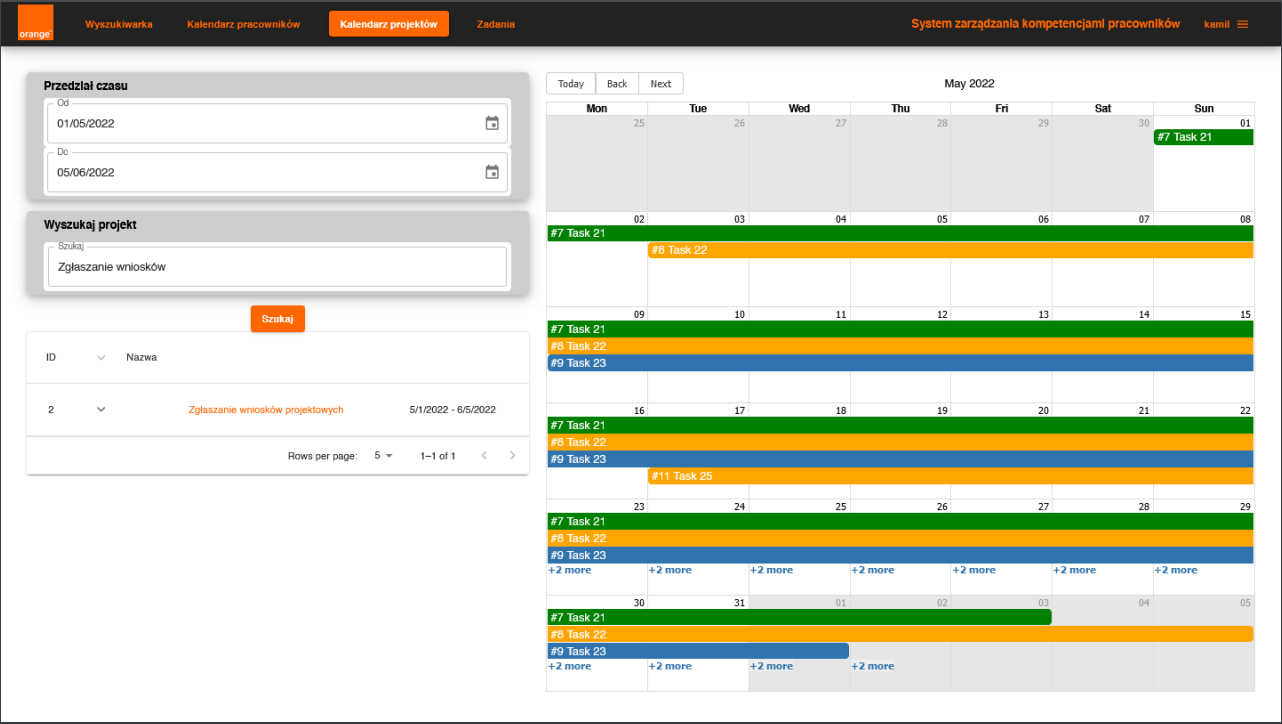 orange
Wyszukiwarka Kalendarz pracowników Kalendarz projektów Zadania System zarządzania kompetencjami pracowników kamil
Przedział czasu
Od
01/05/2022
Do
05/06/2022
Wyszukaj projekt
Szukaj
Zgłaszanie wniosków
Szukaj
ID Nazwa
2 Zgłaszanie wniosków projektowych 5/1/2022 - 6/5/2022
Rows per page: 5 1–1 of 1
Today Back Next May 2022
Mon Tue Wed Thu Fri Sat Sun
25 26 27 28 29 30 01
#7 Task 21
02 03 04 05 06 07 08
#7 Task 21
#8 Task 22
09 10 11 12 13 14 15
#7 Task 21
#8 Task 22
#9 Task 23
16 17 18 19 20 21 22
#7 Task 21
#8 Task 22
#9 Task 23
#11 Task 25
23 24 25 26 27 28 29
#7 Task 21
#8 Task 22
#9 Task 23
+2 more +2 more +2 more +2 more +2 more +2 more +2 more
30 31 01 02 03 04 05
#7 Task 21
#8 Task 22
#9 Task 23
+2 more +2 more +2 more +2 more